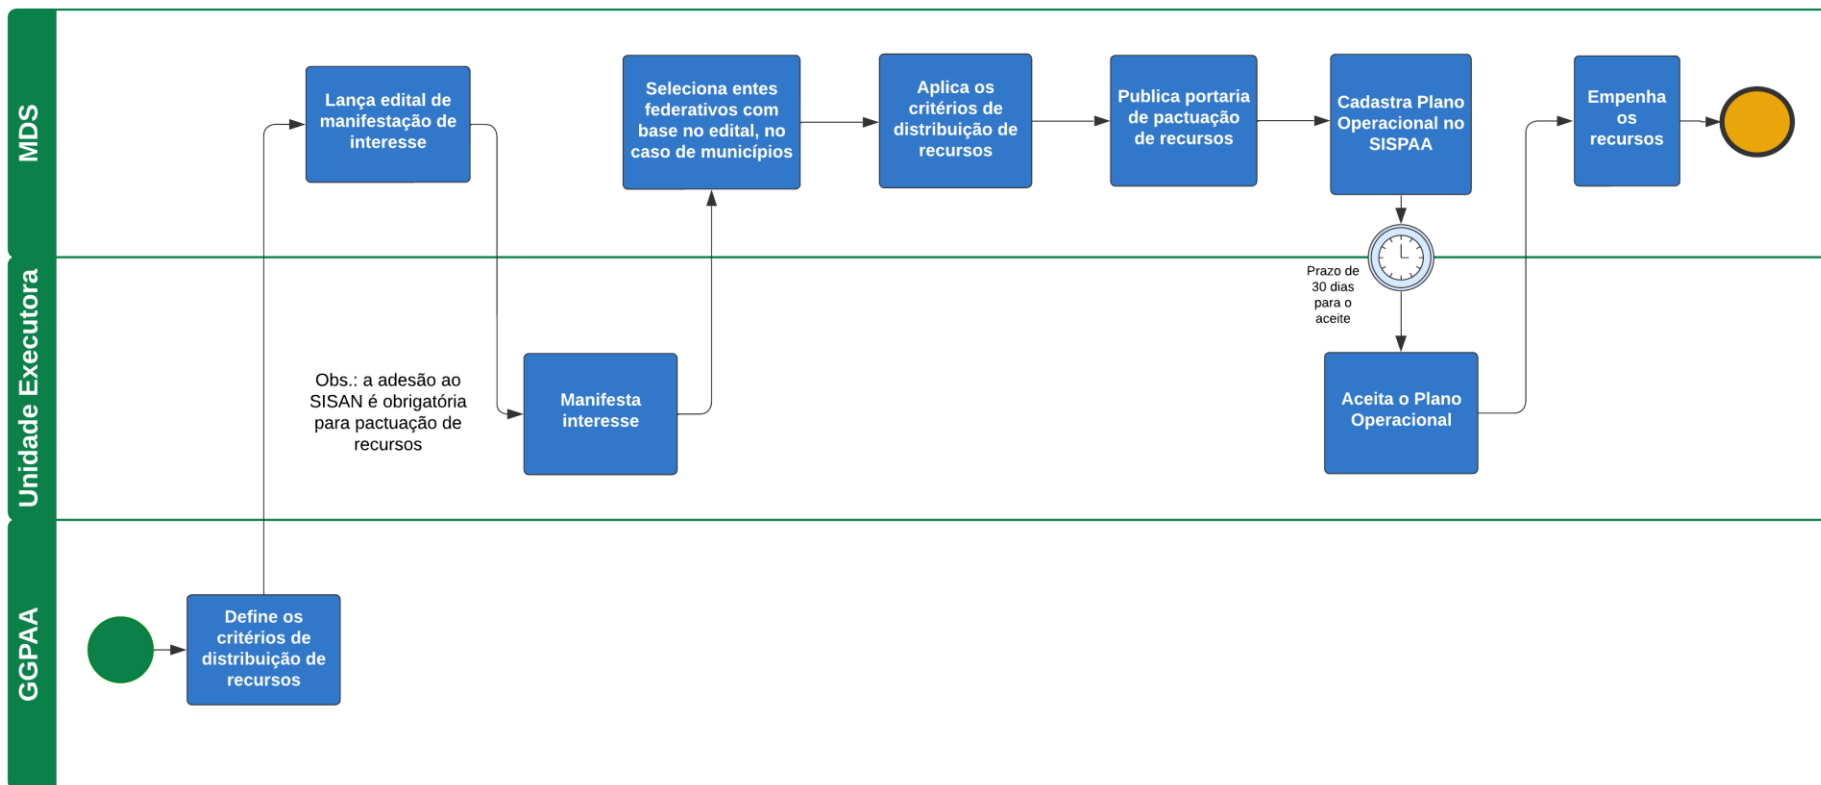 MDS
Lança edital de
manifestação de
interesse
Seleciona entes
federativos com
base no edital, no
caso de municípios
Aplica os
critérios de
distribuição de
recursos
Publica portaria
de pactuação
de recursos
Cadastra Plano
Operacional no
SISPAA
Empenha
os
recursos
Unidade Executora
Obs.: a adesão ao
SISAN é obrigatória
para pactuação de
recursos
Manifesta
interesse
Prazo de
30 dias
para o
aceite
Aceita o Plano
Operacional
GGPAA
Define os
critérios de
distribuição de
recursos